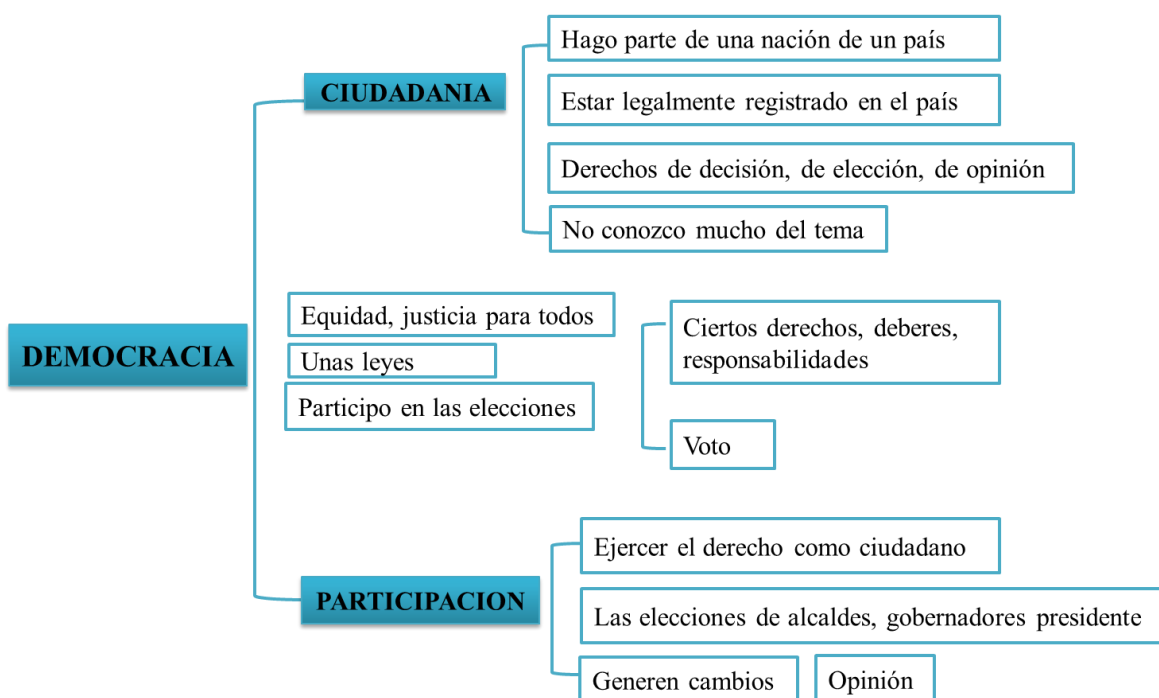 Hago parte de una nación de un país
CIUDADANIA
Estar legalmente registrado en el país
Derechos de decisión, de elección, de opinión
No conozco mucho del tema
DEMOCRACIA
Equidad, justicia para todos
Unas leyes
Participo en las elecciones
Ciertos derechos, deberes,
responsabilidades
Voto
PARTICIPACION
Ejercer el derecho como ciudadano
Las elecciones de alcaldes, gobernadores presidente
Generen cambios
Opinión